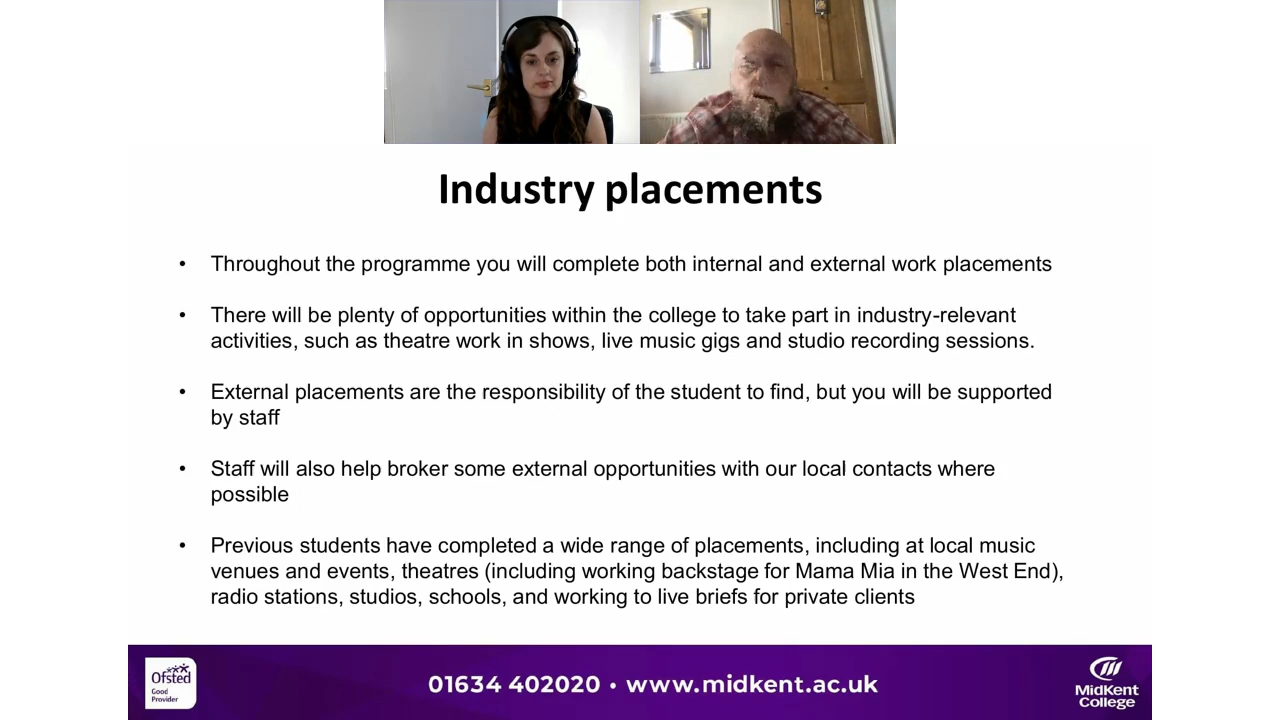 Industry placements
• Throughout the programme you will complete both internal and external work placements
• There will be plenty of opportunities within the college to take part in industry-relevant
activities, such as theatre work in shows, live music gigs and studio recording sessions.
• External placements are the responsibility of the student to find, but you will be supported
by staff
• Staff will also help broker some external opportunities with our local contacts where
possible
• Previous students have completed a wide range of placements, including at local music
venues and events, theatres (including working backstage for Mama Mia in the West End),
radio stations, studios, schools, and working to live briefs for private clients
Ofsted
Good
Provider
01634 402020 • www.midkent.ac.uk
MIDKENT
COLLEGE